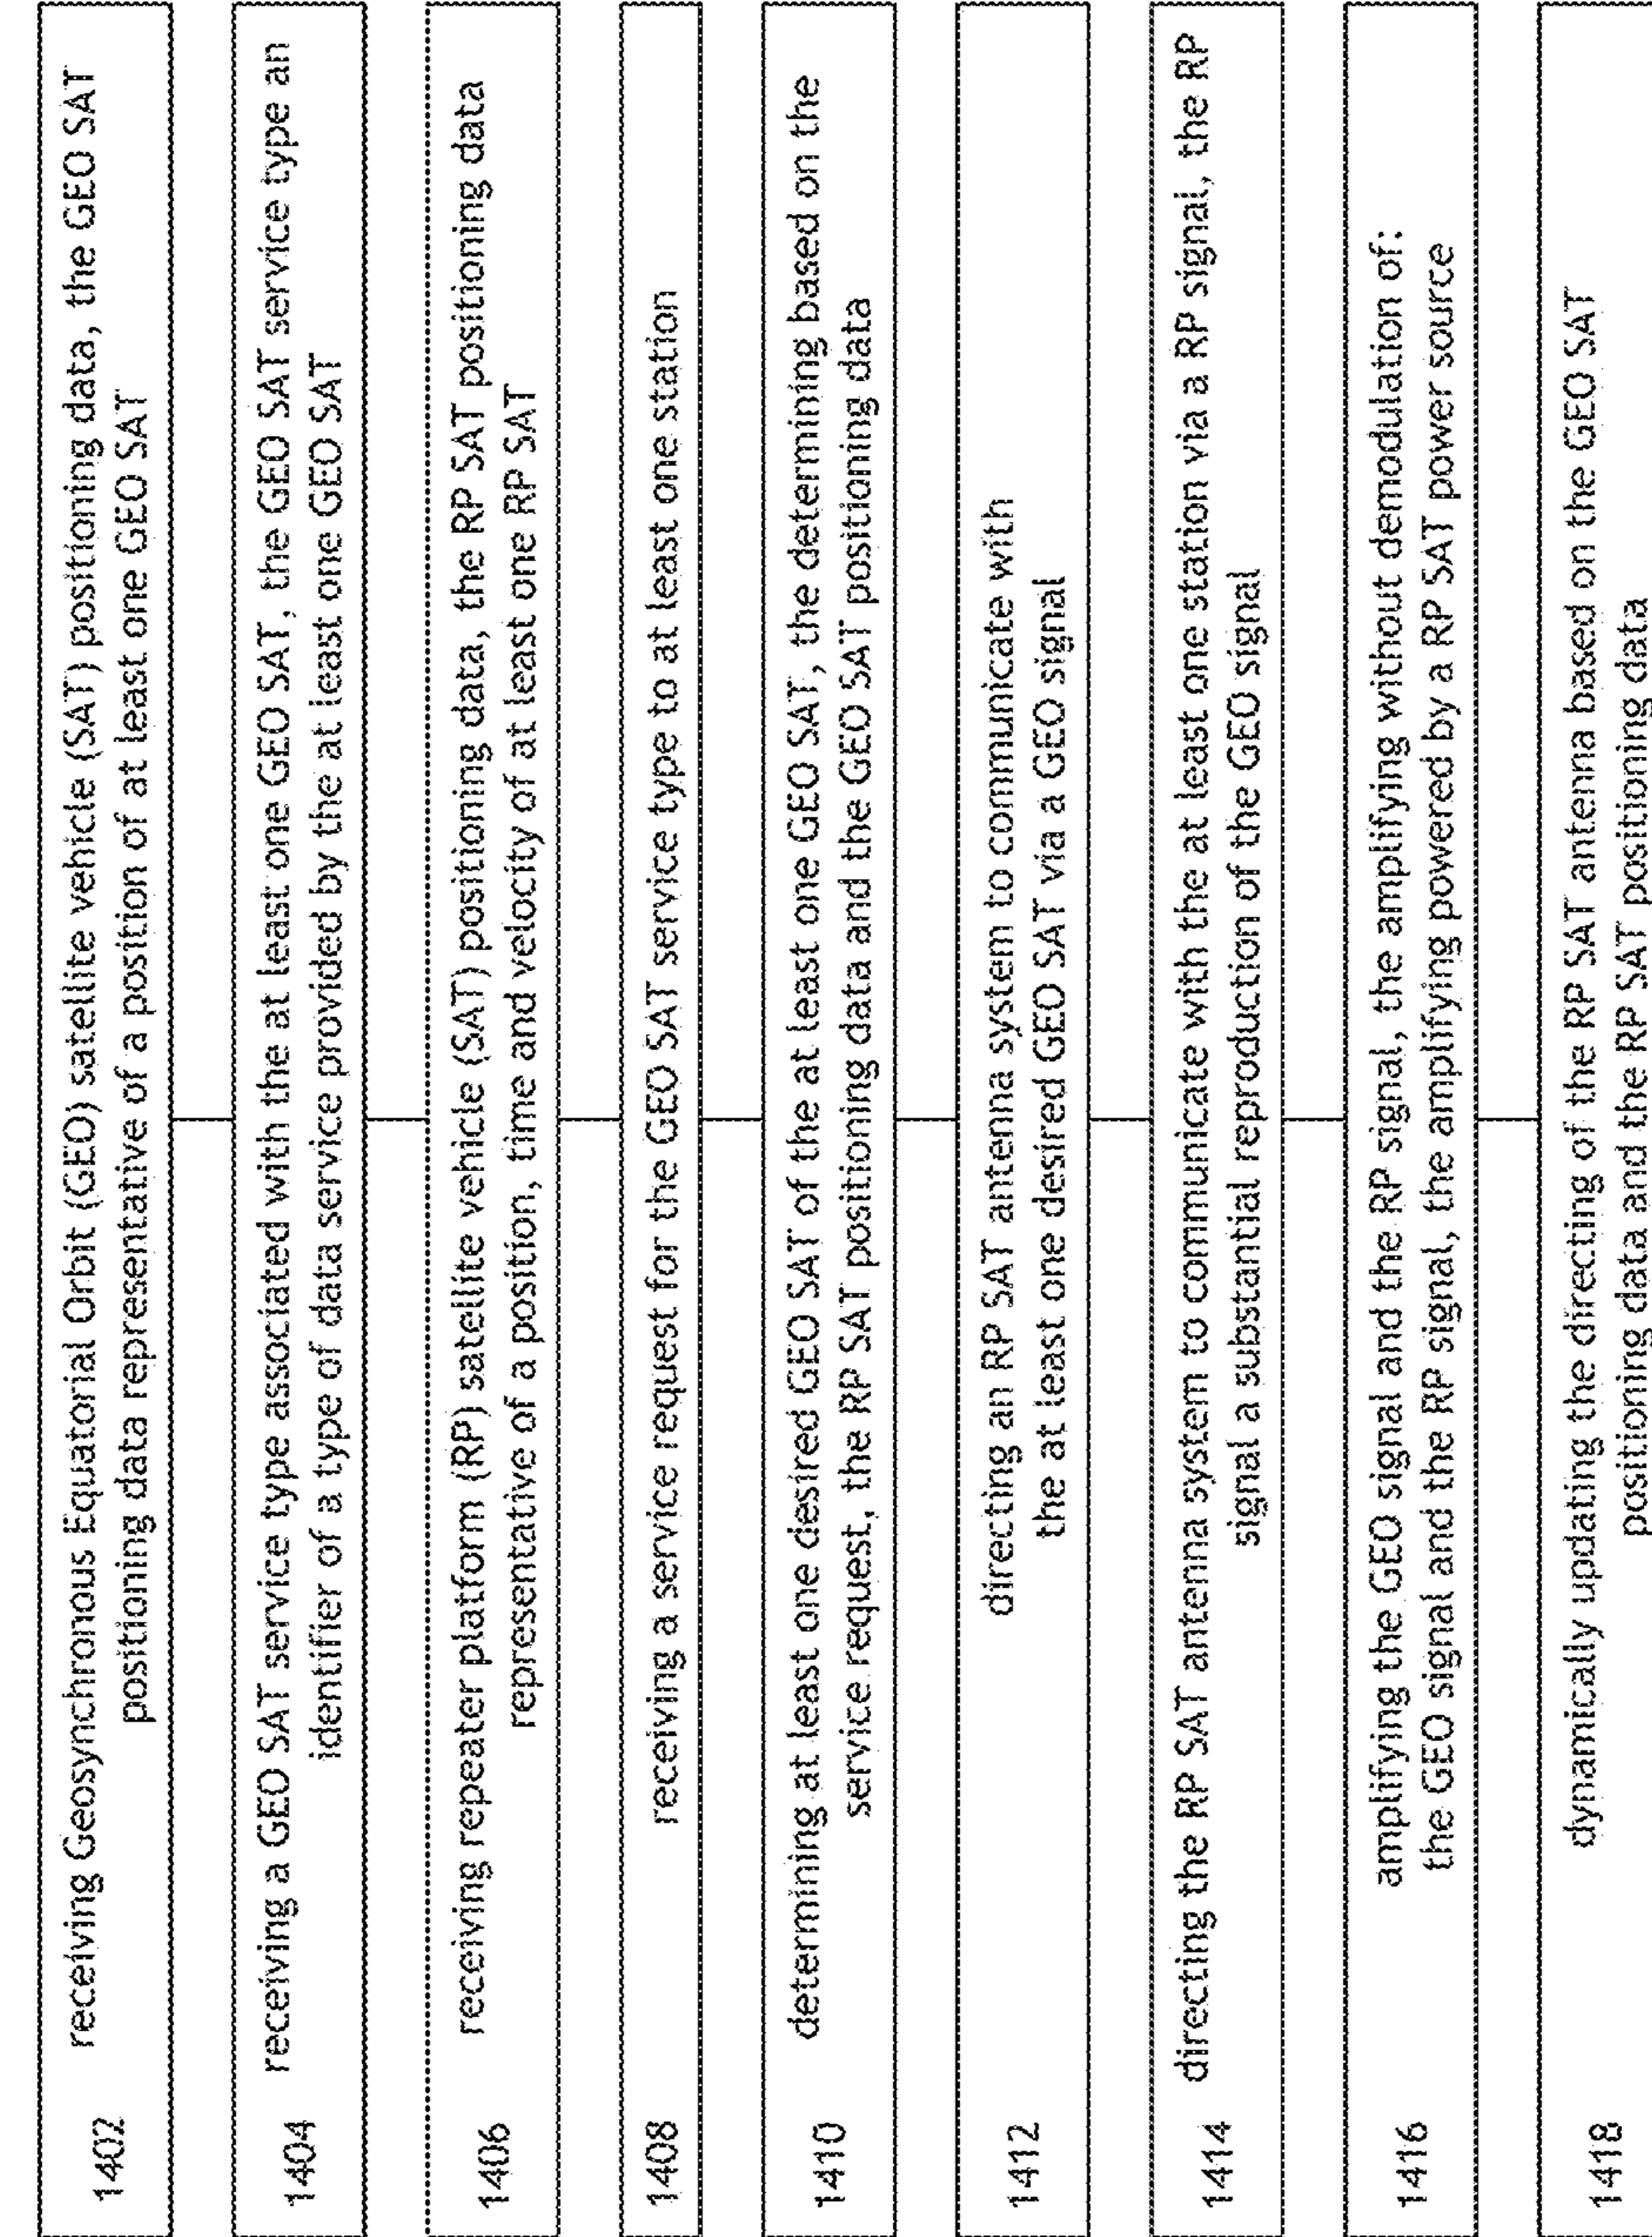 1402
receiving Geosynchronous Equatorial Orbit (GEO) satellite vehicle (SAT) positioning data, the GEO SAT
positioning data representative of a position of at least one GEO SAT
1404
receiving a GEO SAT service type associated with the at least one GEO SAT, the GEO SAT service type an
identifier of a type of data service provided by the at least one GEO SAT
1406
receiving repeater platform (RP) satellite vehicle (SAT) positioning data, the RP SAT positioning data
representative of a position, time and velocity of at least one RP SAT
1408
receiving a service request for the GEO SAT service type to at least one station
1410
determining at least one desired GEO SAT of the at least one GEO SAT, the determining based on the
service request, the RP SAT positioning data and the GEO SAT positioning data
1412
directing an RP SAT antenna system to communicate with
the at least one desired GEO SAT via a GEO signal
1414
directing the RP SAT antenna system to communicate with the at least one station via a RP signal, the RP
signal a substantial reproduction of the GEO signal
1416
amplifying the GEO signal and the RP signal, the amplifying without demodulation of:
the GEO signal and the RP signal, the amplifying powered by a RP SAT power source
1418
dynamically updating the directing of the RP SAT antenna based on the GEO SAT
positioning data and the RP SAT positioning data